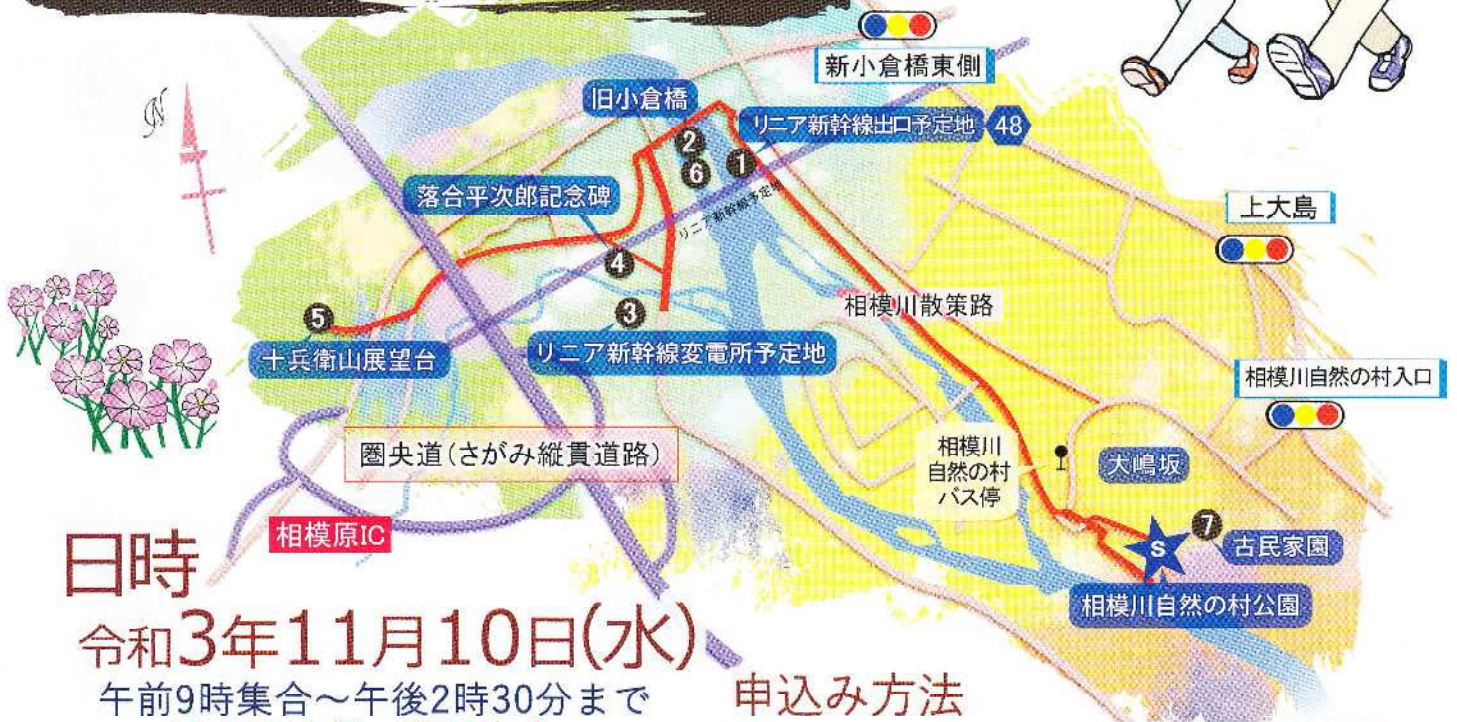 新小倉橋東側
N
旧小倉橋
リニア新幹線出口予定地
48
2
6
1
落合平次郎記念碑
リニア新幹線予定地
上大島
4
相模川散策路
5
3
十兵衛山展望台
リニア新幹線変電所予定地
相模川自然の村入口
圏央道(さがみ縦貫道路)
相模川
自然の村
バス停
大嶋坂
相模原IC
S
7
古民家園
相模川自然の村公園
日時
令和3年11月10日(水)
午前9時集合~午後2時30分まで
申込み方法